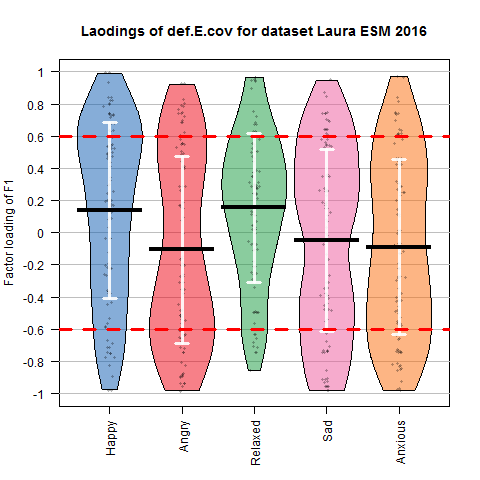 Laodings of def.E.cov for dataset Laura ESM 2016
Factor loading of F1
1
0.8
0.6
0.4
0.2
0
-0.2
-0.4
-0.6
-0.8
-1
Happy
Angry
Relaxed
Sad
Anxious